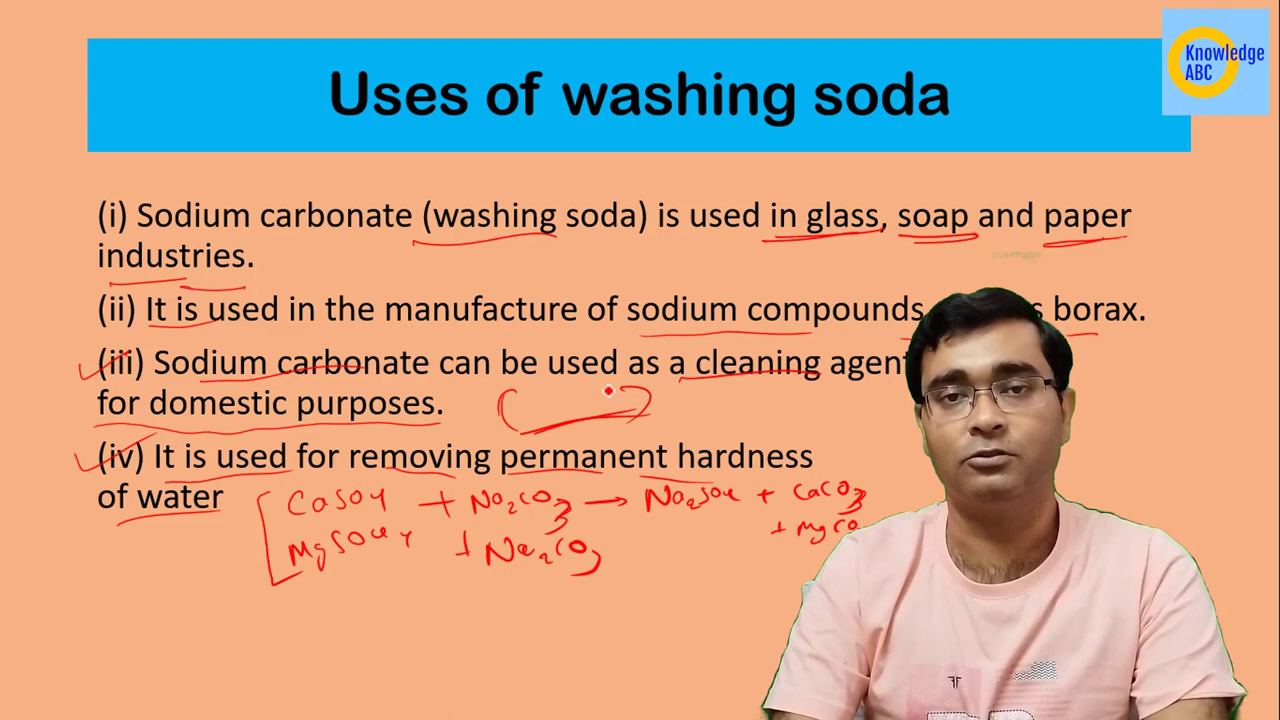 Knowledge
ABC
Uses of washing soda
(i) Sodium carbonate (washing soda) is used in glass, soap and paper
industries.
(ii) It is used in the manufacture of sodium compounds borax.
(iii) Sodium carbonate can be used as a cleaning agent
for domestic purposes.
(iv) It is used for removing permanent hardness
of water
CaSO4 + Na2CO3 → Na2SO4 + CaCO3
+ MgCO
MgSO4 + Na2CO3